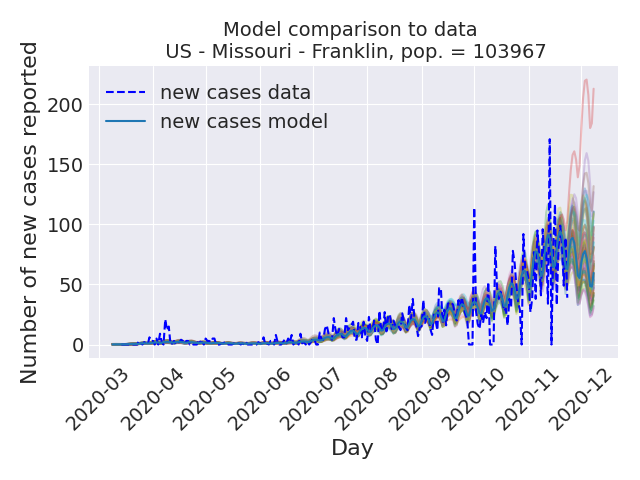 Model comparison to data
US - Missouri - Franklin, pop. = 103967
Number of new cases reported
200
150
100
50
0
new cases data
new cases model
2020-03
2020-04
2020-05
2020-06
2020-07
2020-08
2020-09
2020-10
2020-11
2020-12
Day